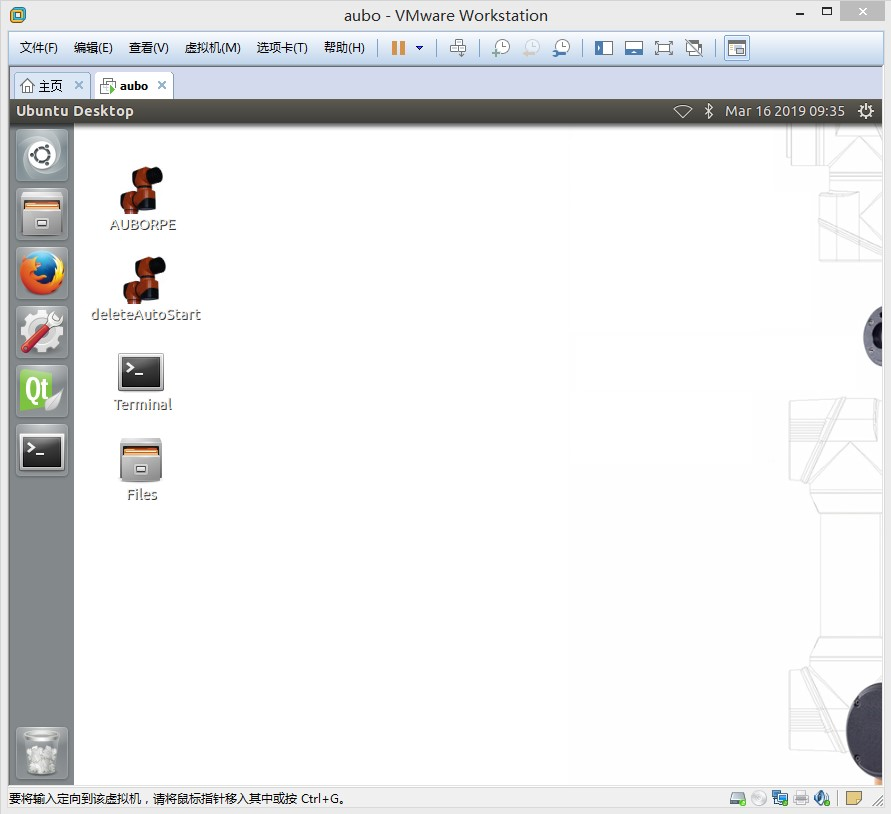 aubo - VMware Workstation
文件(F) 编辑(E) 查看(V) 虚拟机(M) 选项卡(T) 帮助(H)
主页 aubo
Ubuntu Desktop Mar 16 2019 09:35
AUBORPE
deleteAutoStart
Terminal
Files
Qt
要将输入定向到该虚拟机，请将鼠标指针移入其中或按 Ctrl+G。